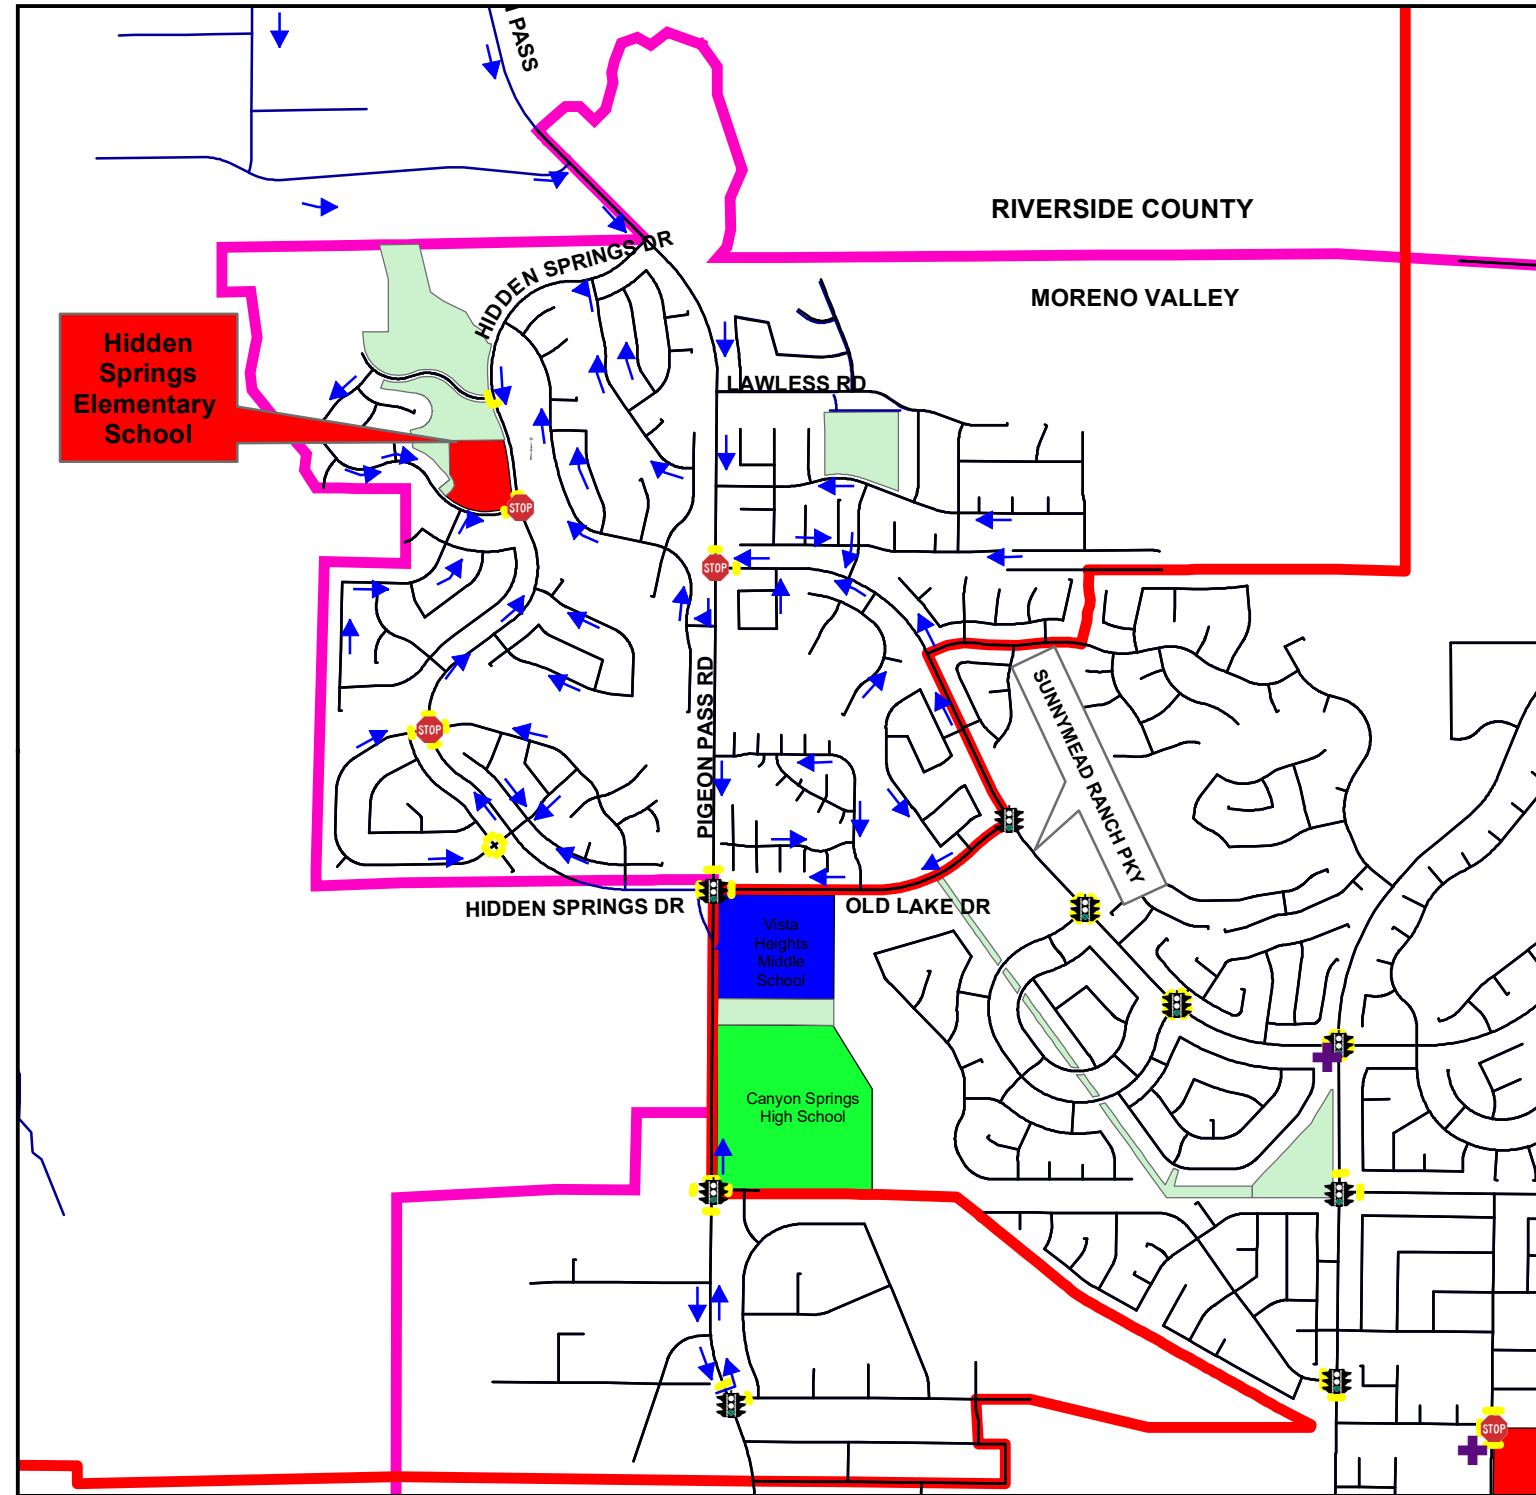 PASS
RIVERSIDE COUNTY
HIDDEN SPRINGS DR
MORENO VALLEY
Hidden
Springs
Elementary
School
LAWLESS RD
STOP
STOP
PIGEON PASS RD
SUNNYMEAD RANCH PKY
STOP
HIDDEN SPRINGS DR
OLD LAKE DR
Vista
Heights
Middle
School
Canyon Springs
High School
STOP